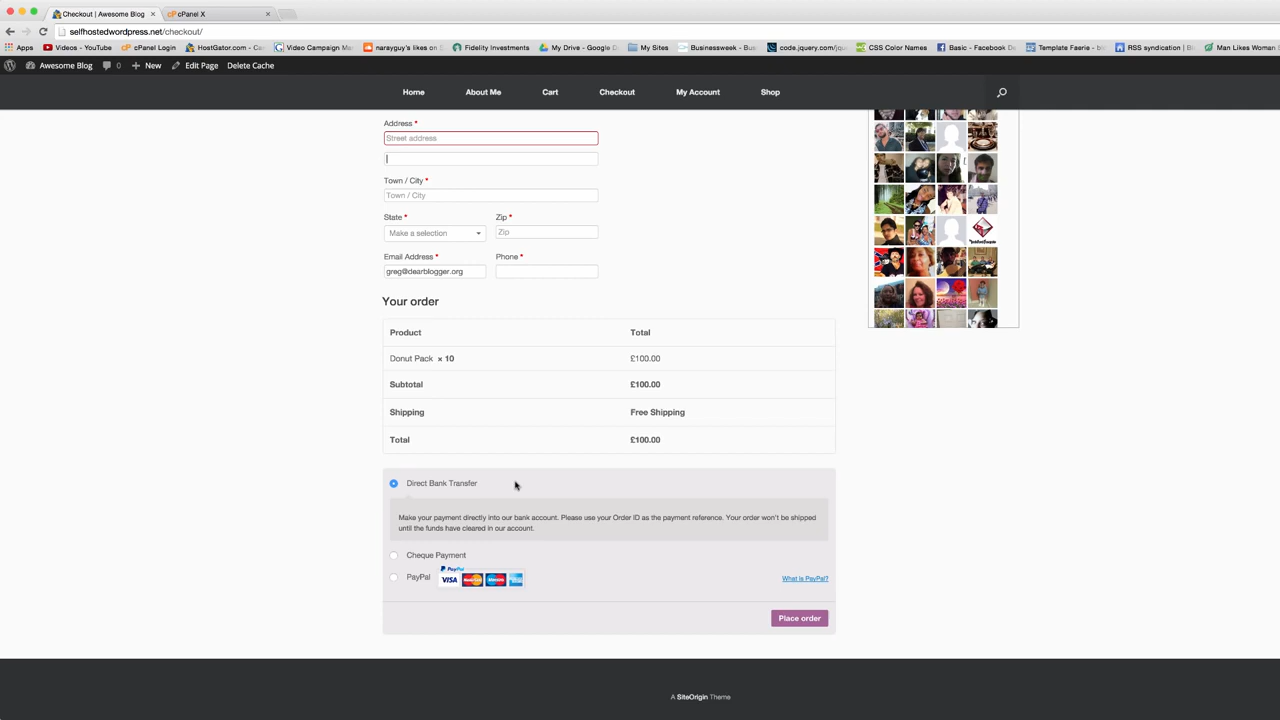 Checkout | Awesome Blog
cPanel X
selfhostedwordpress.net/checkout/
Apps
Videos - YouTube
cPanel Login
HostGator.com - C
Video Campaign M
narayguy's likes on S
Fidelity Investments
My Drive - Google D
My Sites
Businessweek - Bus
code.jquery.com/jqu
CSS Color Names
Basic - Facebook D
Template Faerie - blo
RSS syndication | Bl
Man Likes Woman
Awesome Blog
0
New
Edit Page
Delete Cache
Home
About Me
Cart
Checkout
My Account
Shop
Address *
Street address
Town / City *
Town / City
State *
Zip *
Make a selection
Zip
Email Address *
Phone *
greg@dearblogger.org
Your order
Product
Total
Donut Pack × 10
£100.00
Subtotal
£100.00
Shipping
Free Shipping
Total
£100.00
Direct Bank Transfer
Make your payment directly into our bank account. Please use your Order ID as the payment reference. Your order won't be shipped
until the funds have cleared in our account.
Cheque Payment
PayPal
PayPal
VISA
What is PayPal?
Place order
A SiteOrigin Theme